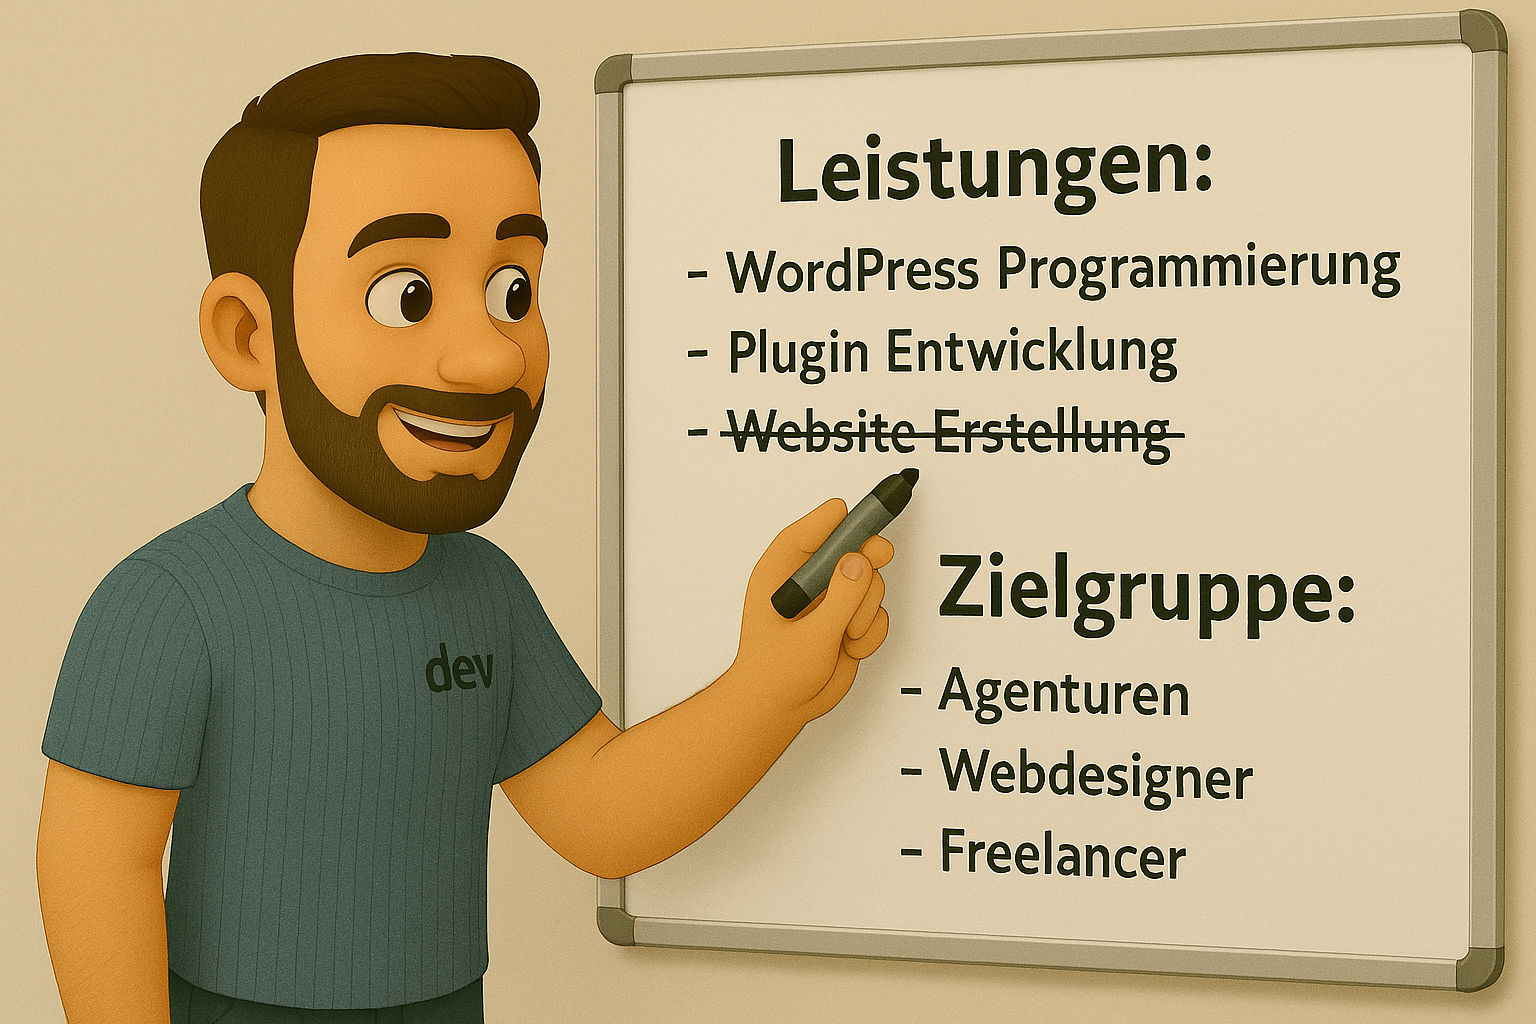 Leistungen:
- WordPress Programmierung
- Plugin Entwicklung
- Website Erstellung
Zielgruppe:
- Agenturen
- Webdesigner
- Freelancer
dev